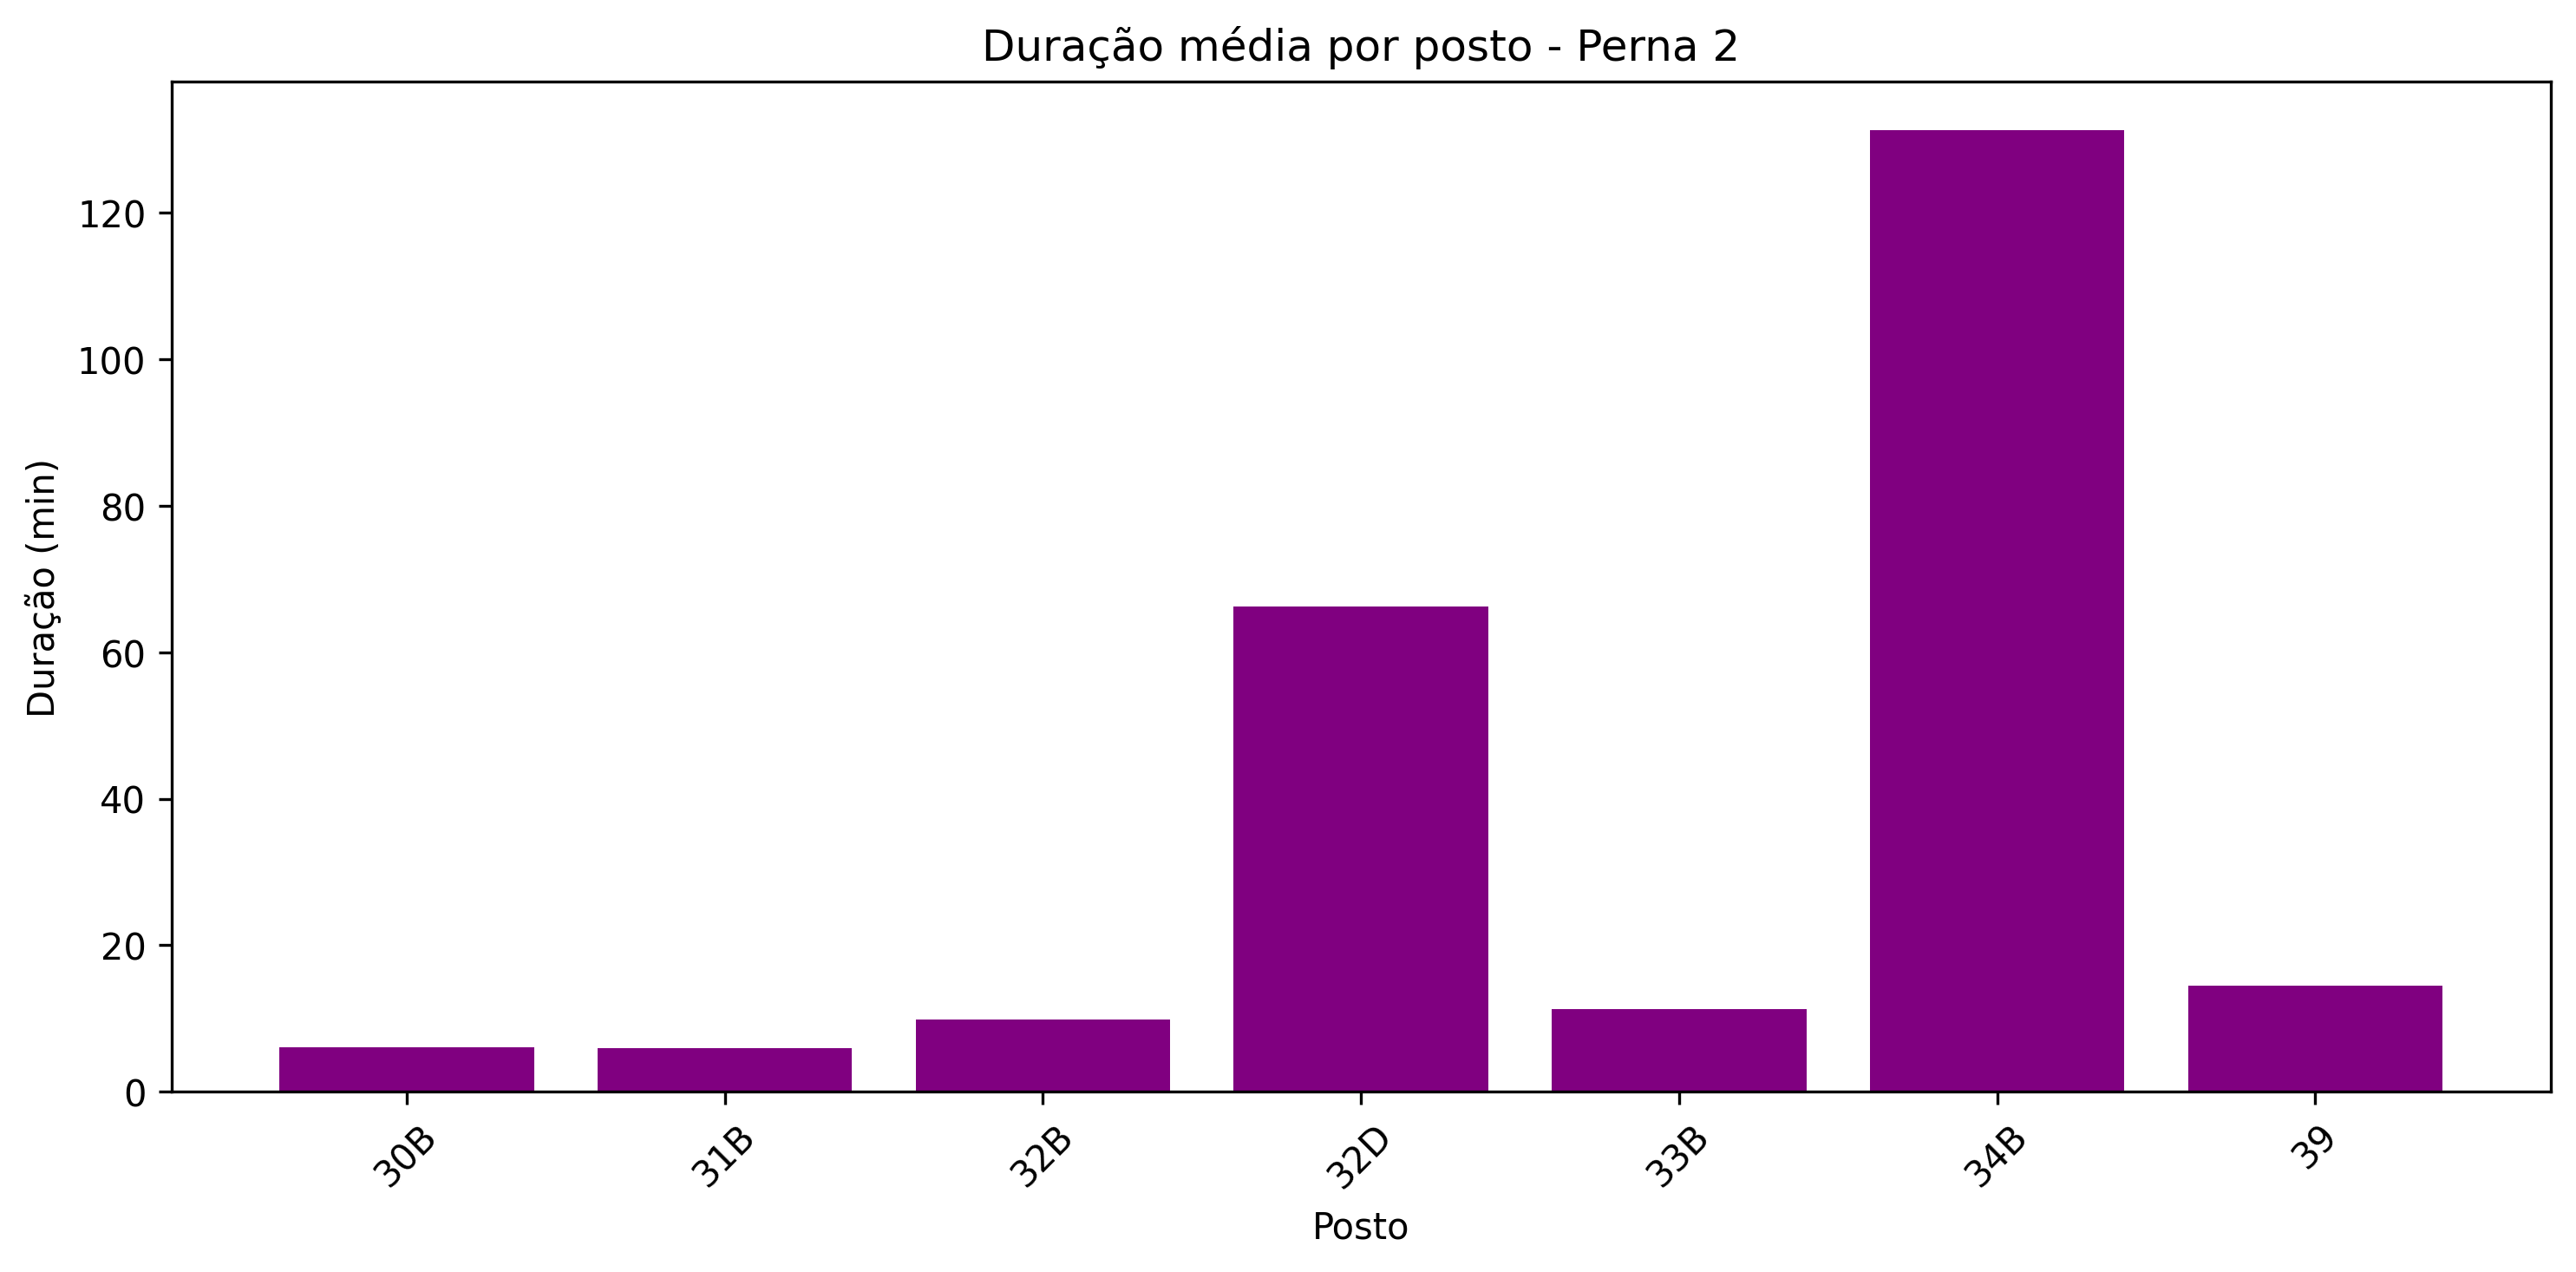 Duração média por posto - Perna 2
Duração (min)
120
100
80
60
40
20
0
30B
31B
32B
32D
33B
34B
39
Posto